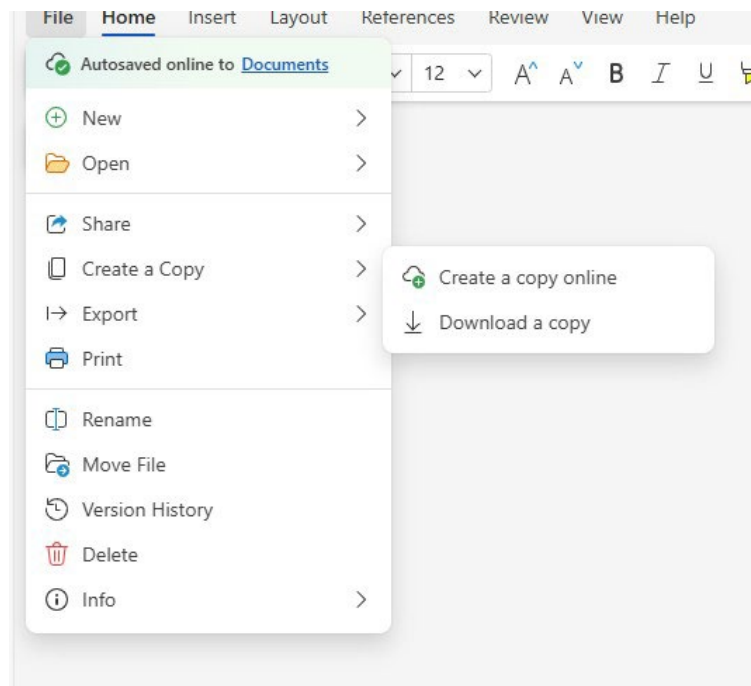 File Home Insert Layout References Review View Help
Autosaved online to Documents
12 A^ A˅ B I U
New
Open
Share
Create a Copy
Create a copy online
Export
Download a copy
Print
Rename
Move File
Version History
Delete
Info